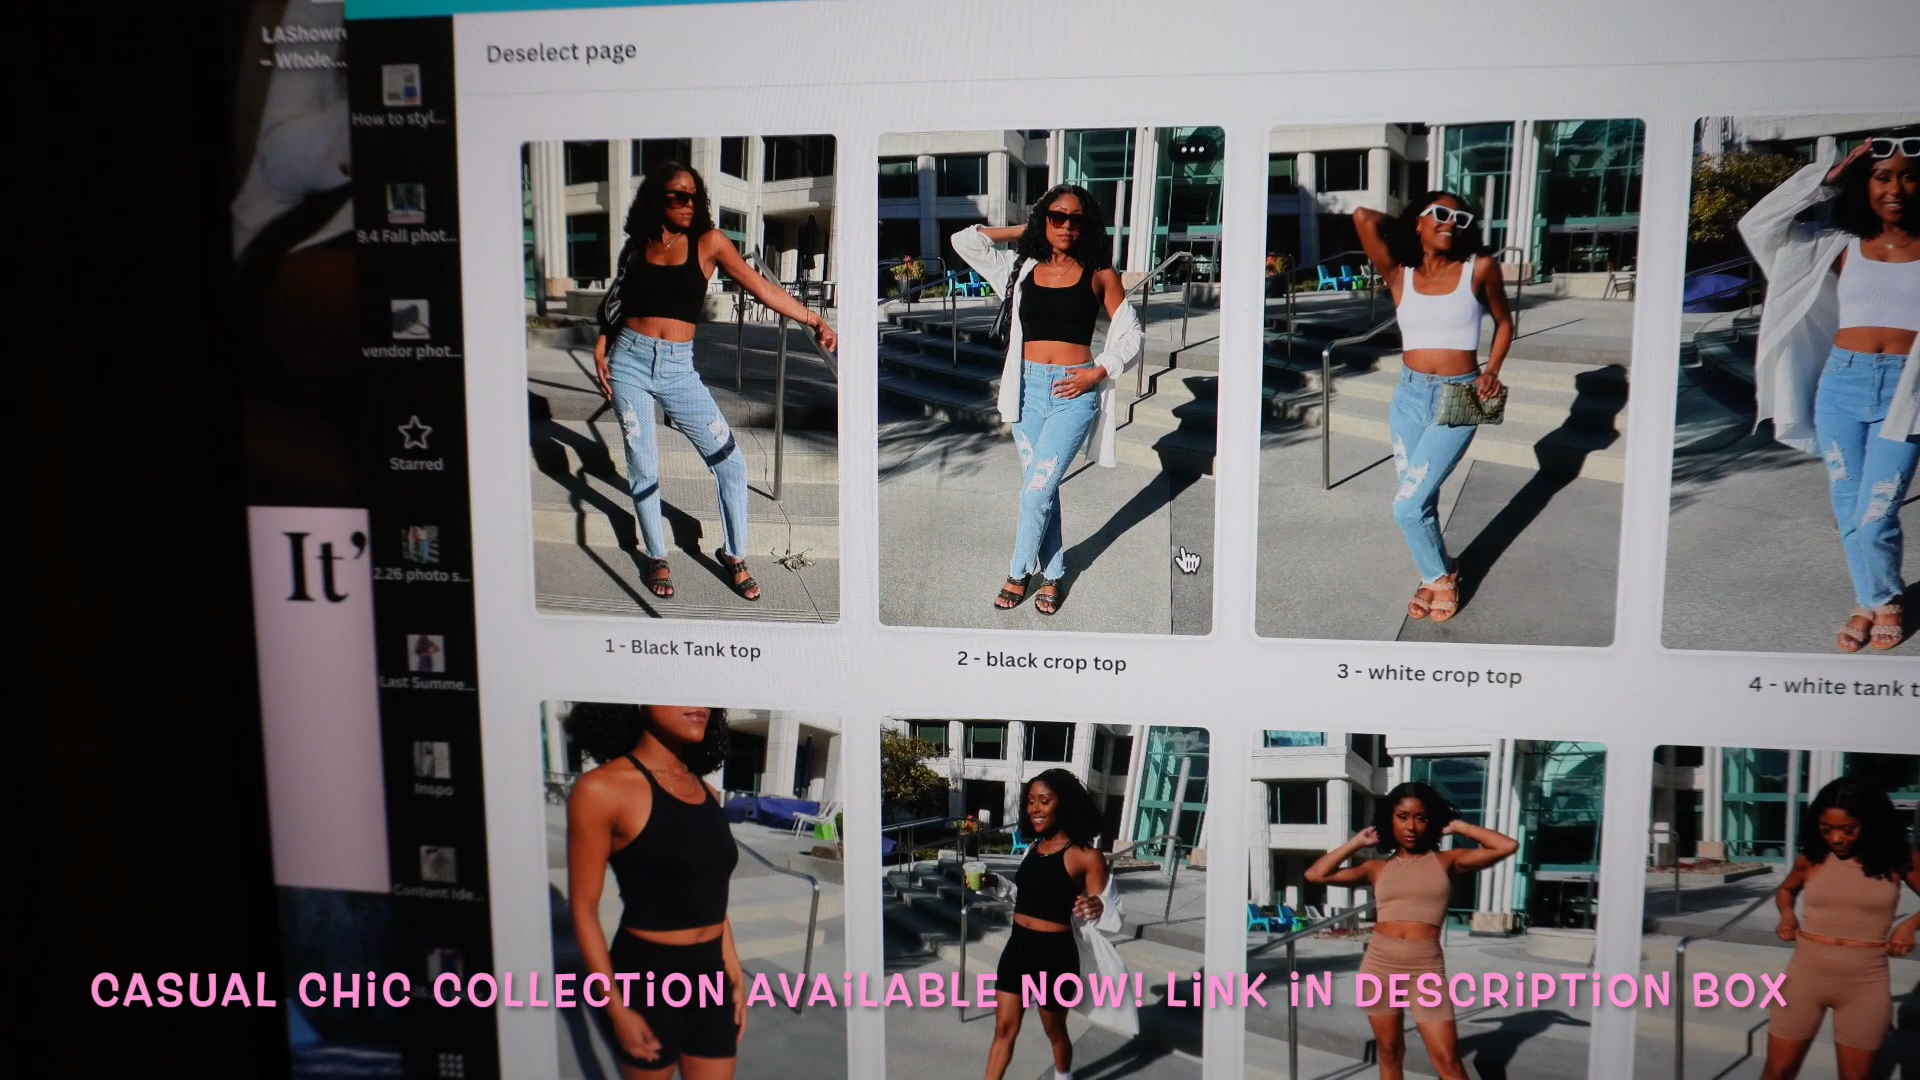 LAShowr
– Whole...
Deselect page
How to styl...
9.4 Fall phot...
vendor phot...
Starred
It’
2.26 photo s...
1 - Black Tank top
2 - black crop top
3 - white crop top
4 - white tank t
Last Summe...
Inspo
Content Ide...
CASUAL CHIC COLLECTION AVAILABLE NOW! LINK IN DESCRIPTION BOX